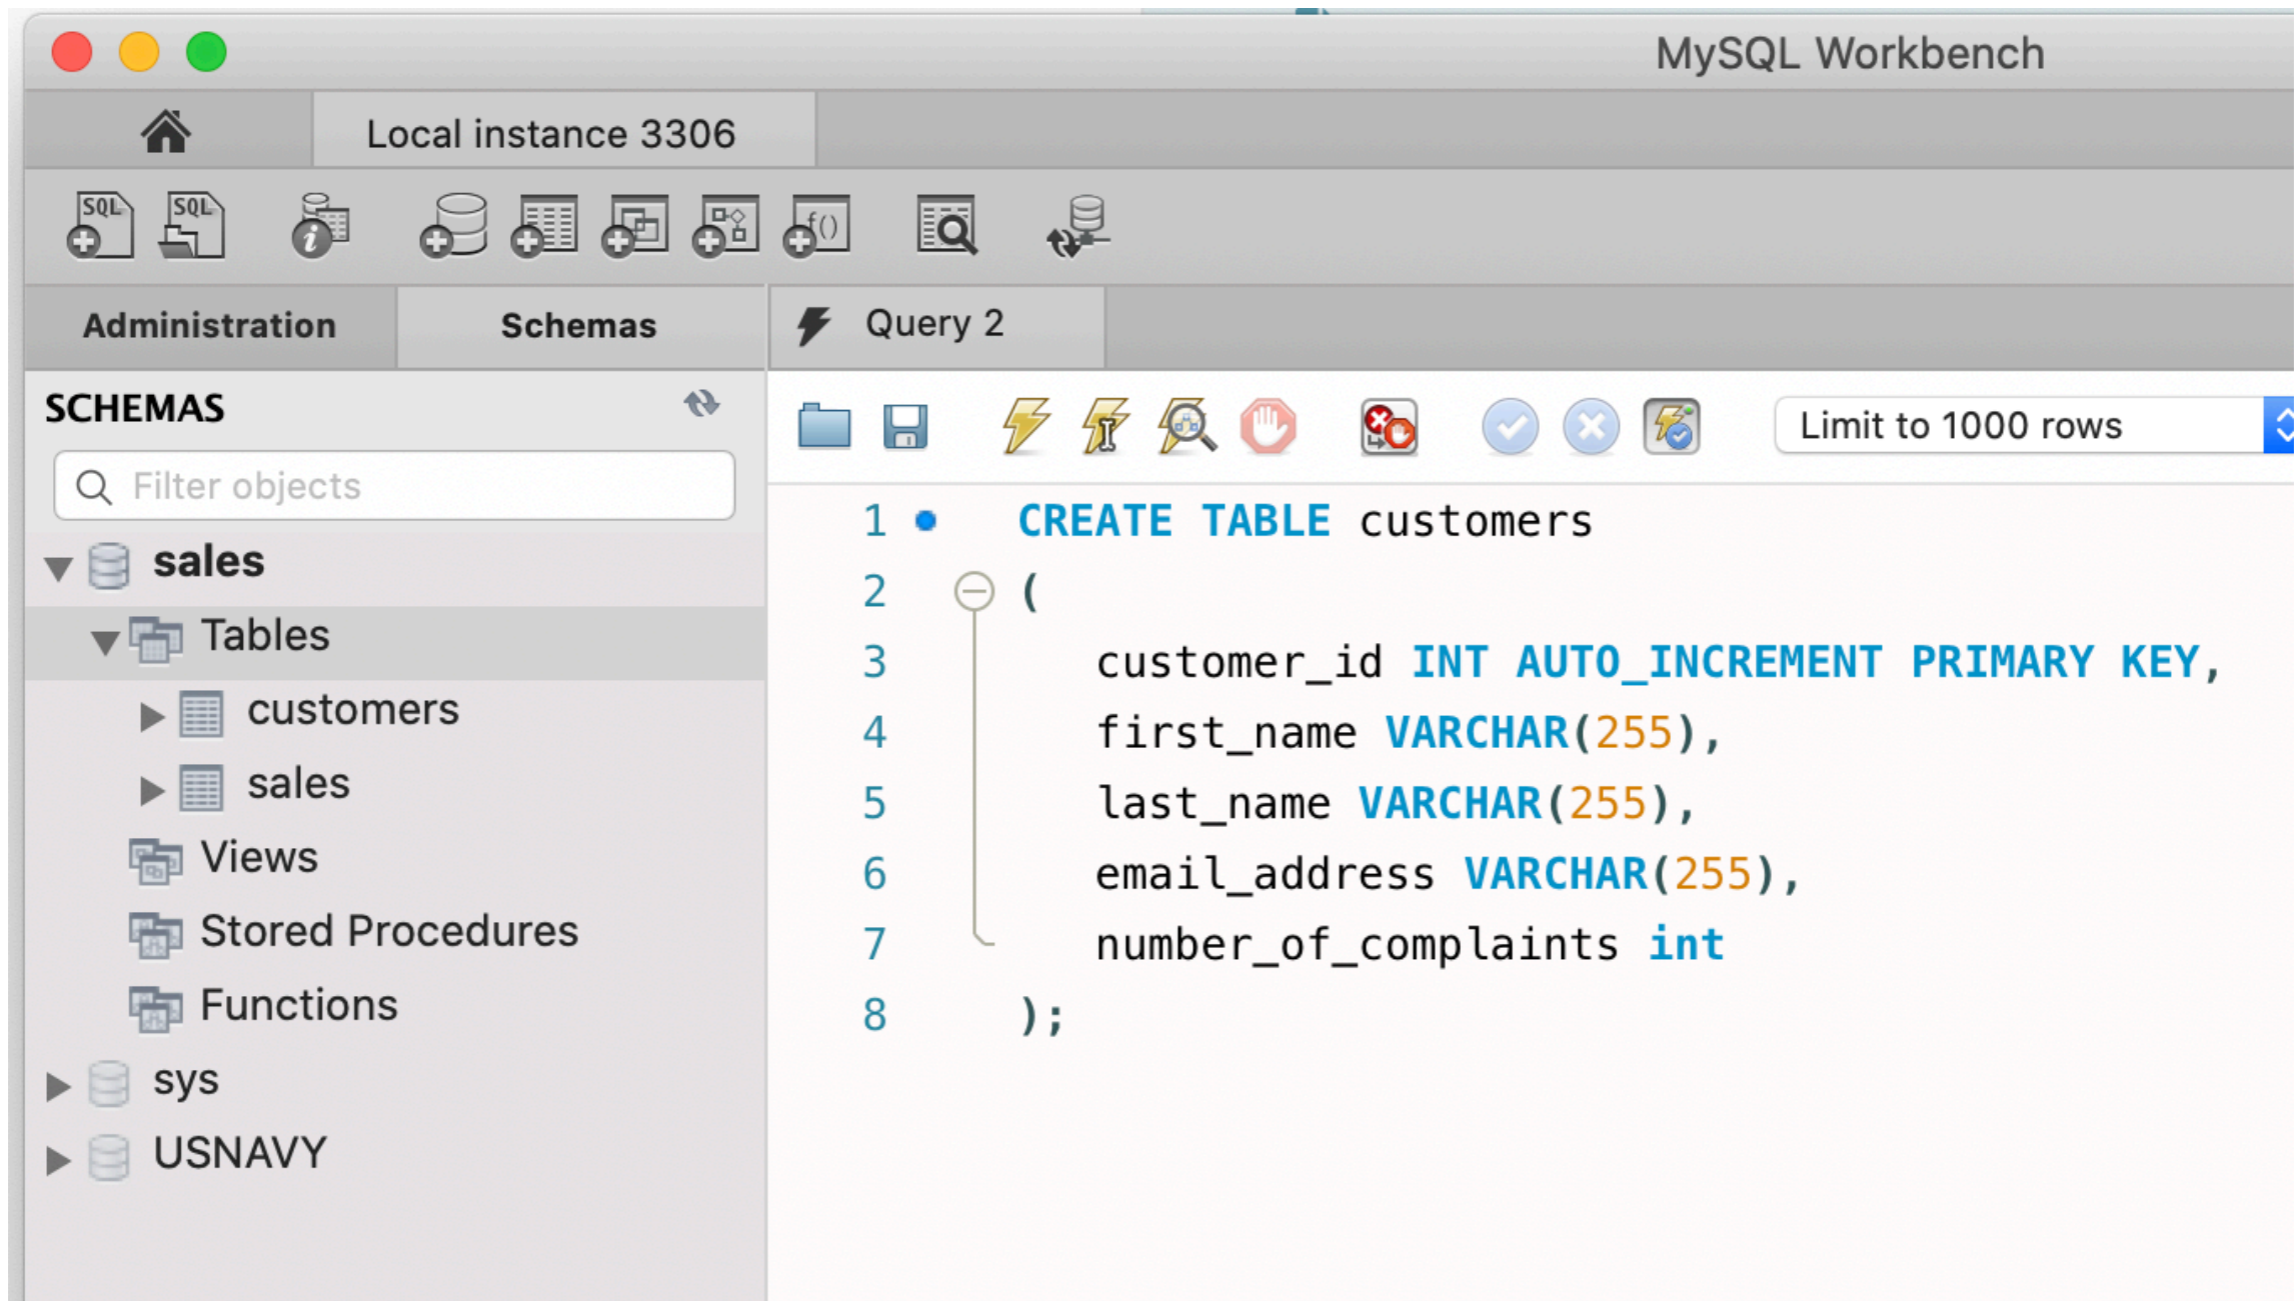 MySQL Workbench
Local instance 3306
SQL SQL f()
Administration Schemas Query 2
SCHEMAS
Filter objects
Limit to 1000 rows
sales
Tables
customers
sales
Views
Stored Procedures
Functions
sys
USNAVY
1 CREATE TABLE customers
2 (
3 customer_id INT AUTO_INCREMENT PRIMARY KEY,
4 first_name VARCHAR(255),
5 last_name VARCHAR(255),
6 email_address VARCHAR(255),
7 number_of_complaints int
8 );